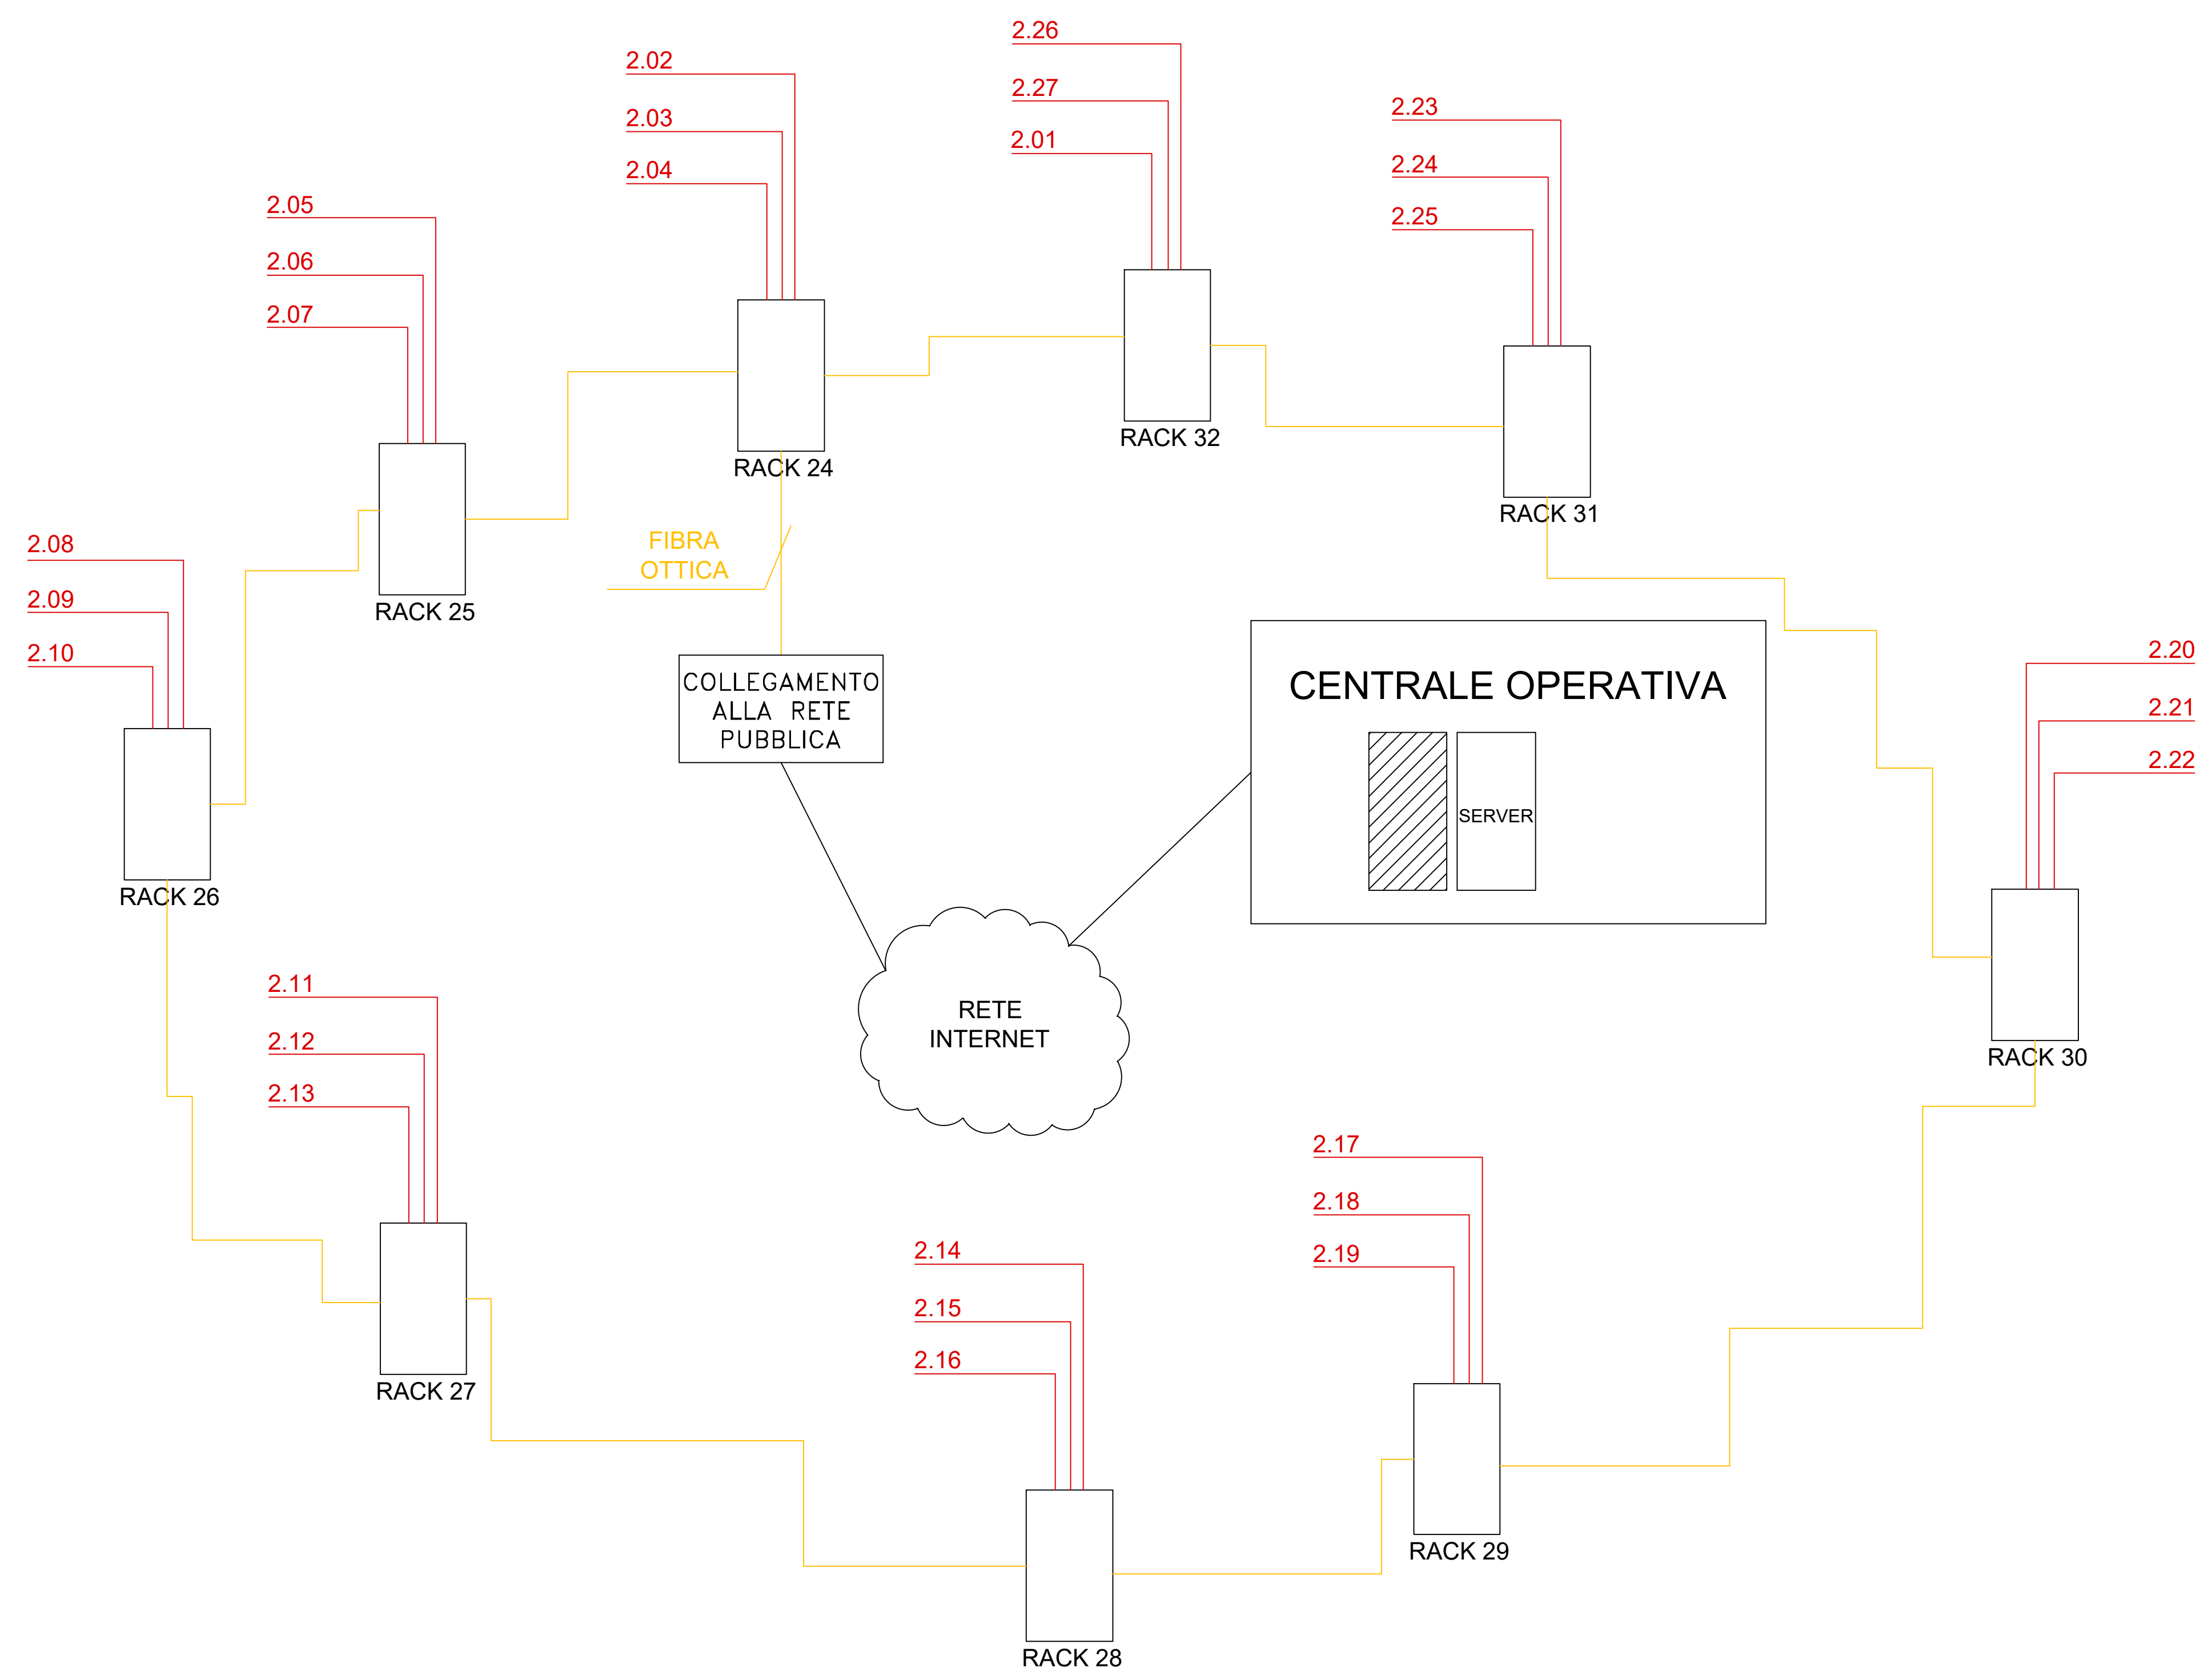 2.26
2.02
2.27
2.23
2.03
2.01
2.24
2.04
2.05
2.25
2.06
2.07
RACK 32
RACK 24
RACK 31
FIBRA
OTTICA
2.08
2.09
RACK 25
2.10
2.20
COLLEGAMENTO
ALLA RETE
PUBBLICA
CENTRALE OPERATIVA
2.21
2.22
SERVER
RACK 26
2.11
RETE
INTERNET
2.12
RACK 30
2.13
2.17
2.18
2.14
2.19
2.15
2.16
RACK 27
RACK 29
RACK 28